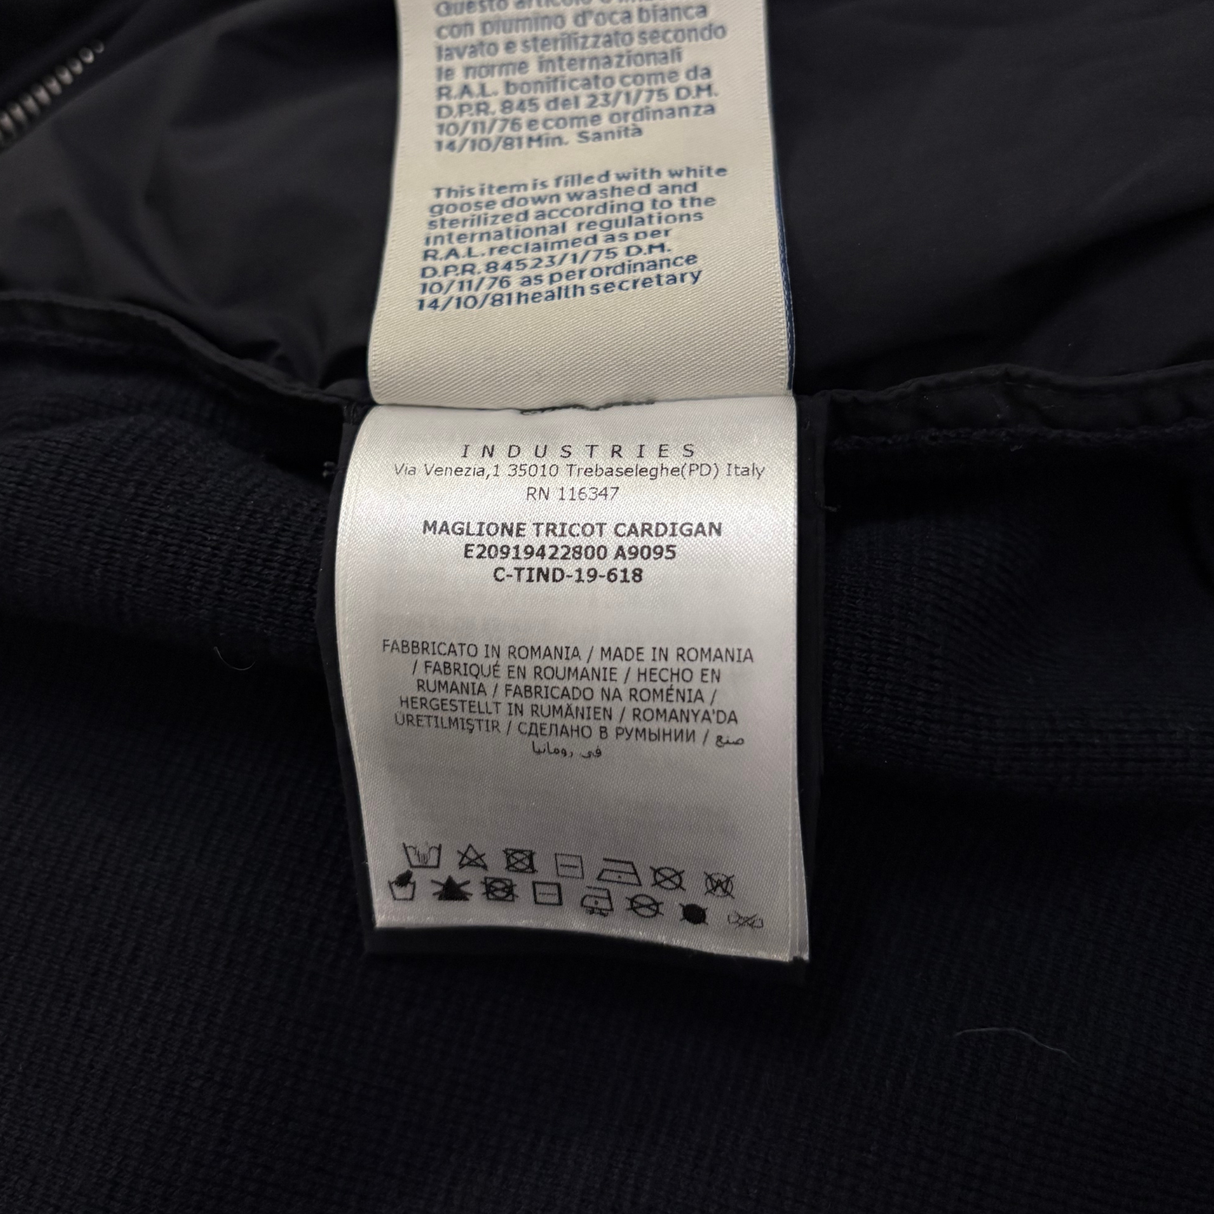 Questo articolo
con piumino d'oca bianca
lavato e sterilizzato secondo
le norme internazionali
R.A.L. bonificato come da
D.P.R. 845 del 23/1/75 D.M.
10/11/76 e come ordinanza
14/10/81 Min. Sanità
This item is filled with white
goose down washed and
sterilized according to the
international regulations
R.A.L. reclaimed as per
D.P.R. 84523/1/75 D.M.
10/11/76 as per ordinance
14/10/81 health secretary
INDUSTRIES
Via Venezia,1 35010 Trebaseleghe(PD) Italy
RN 116347
MAGLIONE TRICOT CARDIGAN
E20919422800 A9095
C-TIND-19-618
FABBRICATO IN ROMANIA / MADE IN ROMANIA
/ FABRIQUÉ EN ROUMANIE / HECHO EN
RUMANIA / FABRICADO NA ROMÉNIA /
HERGESTELLT IN RUMÄNIEN / ROMANYA'DA
ÜRETILMIŞTIR / СДЕЛАНО В РУМЫНИИ / صنع
في رومانيا